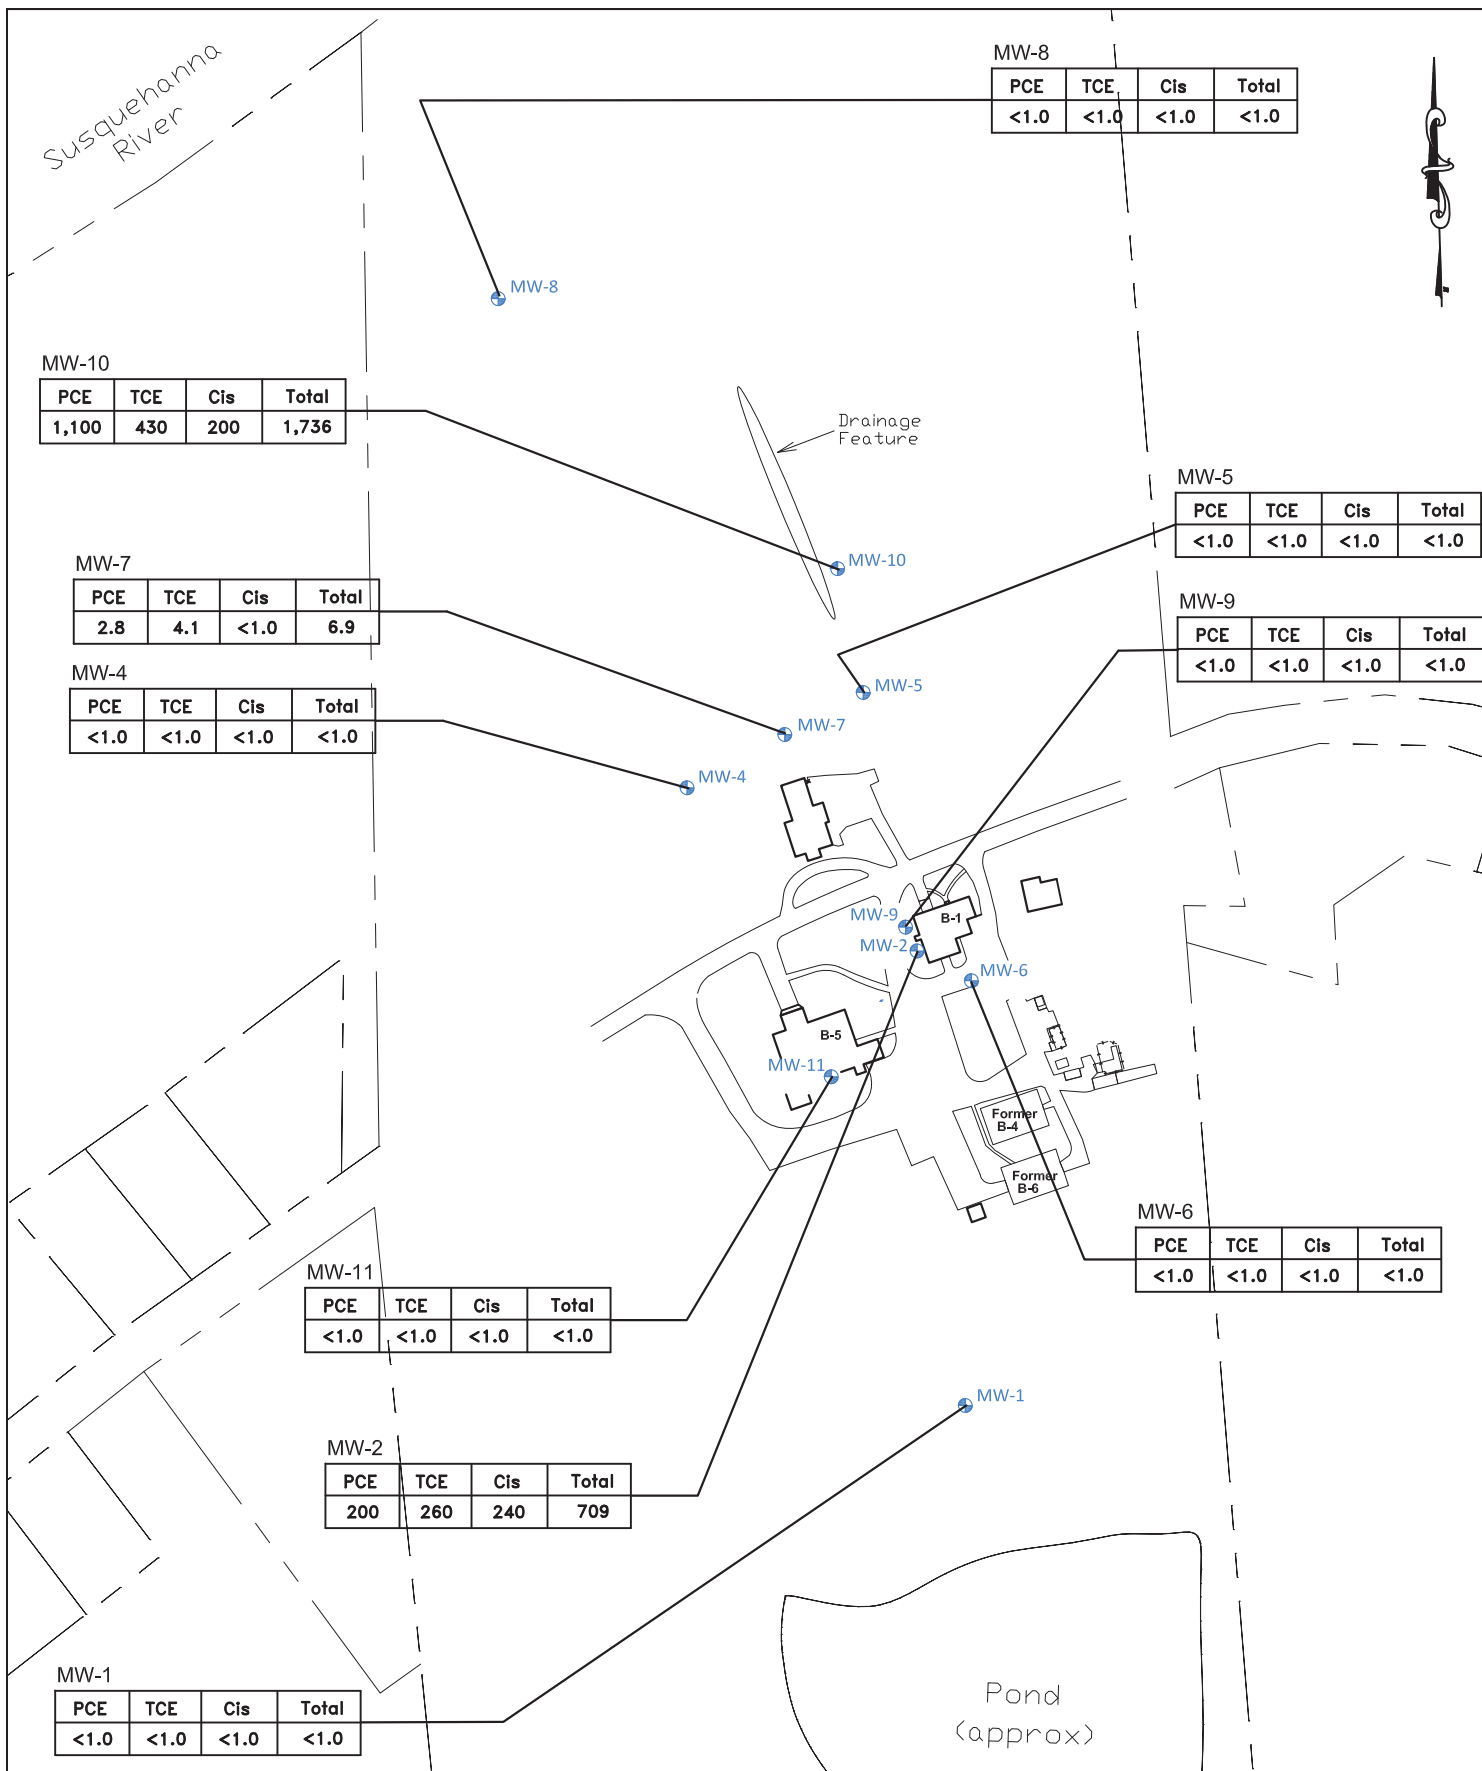 Susquehanna
River
MW-8
PCE TCE Cis Total
<1.0 <1.0 <1.0 <1.0
MW-8
MW-10
PCE TCE Cis Total
1,100 430 200 1,736
Drainage
Feature
MW-10
MW-5
PCE TCE Cis Total
<1.0 <1.0 <1.0 <1.0
MW-7
PCE TCE Cis Total
2.8 4.1 <1.0 6.9
MW-9
PCE TCE Cis Total
<1.0 <1.0 <1.0 <1.0
MW-5
MW-7
MW-4
PCE TCE Cis Total
<1.0 <1.0 <1.0 <1.0
MW-4
MW-9
B-1
MW-2
MW-6
B-5
MW-11
Former
B-4
Former
B-6
MW-6
PCE TCE Cis Total
<1.0 <1.0 <1.0 <1.0
MW-11
PCE TCE Cis Total
<1.0 <1.0 <1.0 <1.0
MW-1
MW-2
PCE TCE Cis Total
200 260 240 709
MW-1
PCE TCE Cis Total
<1.0 <1.0 <1.0 <1.0
Pond
(approx)